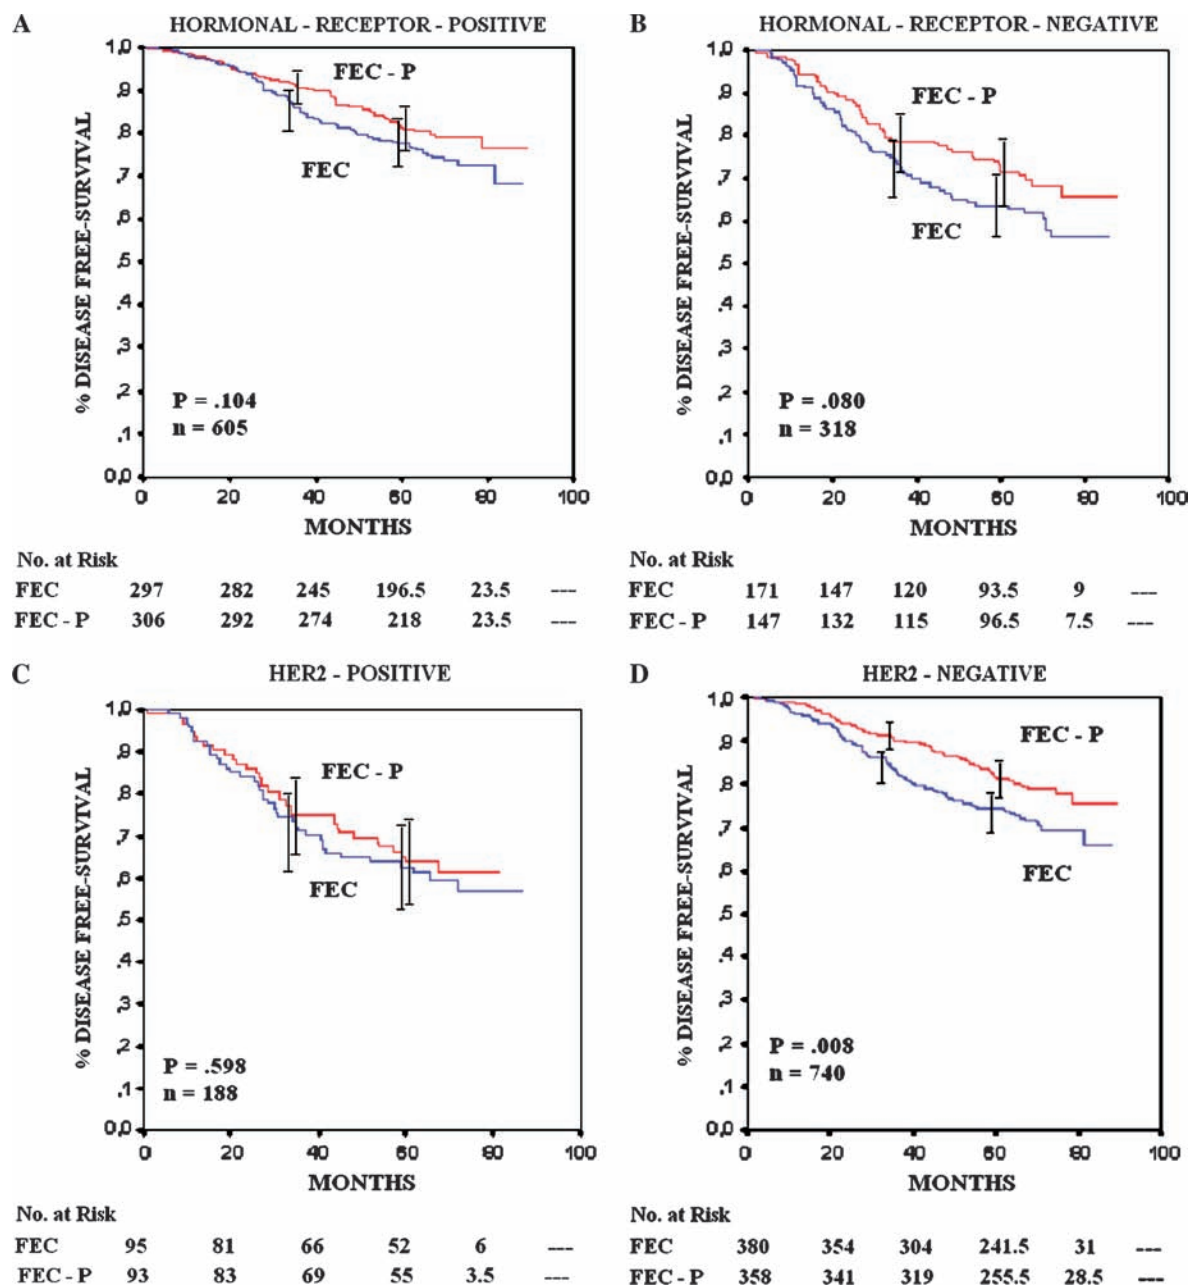 A HORMONAL - RECEPTOR - POSITIVE
% DISEASE FREE-SURVIVAL
1,0
,9
,8
,7
,6
,5
,4
,3
,2
,1
0,0
FEC - P
FEC
P = .104
n = 605
0 20 40 60 80 100
MONTHS
No. at Risk
FEC 297 282 245 196.5 23.5 ---
FEC - P 306 292 274 218 23.5 ---
B HORMONAL - RECEPTOR - NEGATIVE
% DISEASE FREE-SURVIVAL
1,0
,9
,8
,7
,6
,5
,4
,3
,2
,1
0,0
FEC - P
FEC
P = .080
n = 318
0 20 40 60 80 100
MONTHS
No. at Risk
FEC 171 147 120 93.5 9 ---
FEC - P 147 132 115 96.5 7.5 ---
C HER2 - POSITIVE
% DISEASE FREE-SURVIVAL
1,0
,9
,8
,7
,6
,5
,4
,3
,2
,1
0,0
FEC - P
FEC
P = .598
n = 188
0 20 40 60 80 100
MONTHS
No. at Risk
FEC 95 81 66 52 6 ---
FEC - P 93 83 69 55 3.5 ---
D HER2 - NEGATIVE
% DISEASE FREE-SURVIVAL
1,0
,9
,8
,7
,6
,5
,4
,3
,2
,1
0,0
FEC - P
FEC
P = .008
n = 740
0 20 40 60 80 100
MONTHS
No. at Risk
FEC 380 354 304 241.5 31 ---
FEC - P 358 341 319 255.5 28.5 ---